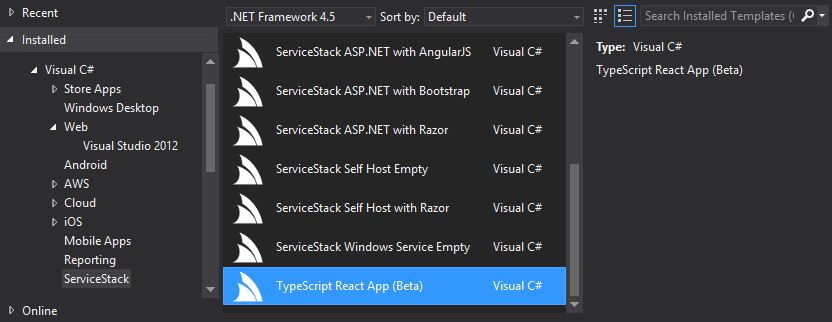 Recent
Installed
Visual C#
Store Apps
Windows Desktop
Web
Visual Studio 2012
Android
AWS
Cloud
iOS
Mobile Apps
Reporting
ServiceStack
Online
.NET Framework 4.5 Sort by: Default
ServiceStack ASP.NET with AngularJS Visual C#
ServiceStack ASP.NET with Bootstrap Visual C#
ServiceStack ASP.NET with Razor Visual C#
ServiceStack Self Host Empty Visual C#
ServiceStack Self Host with Razor Visual C#
ServiceStack Windows Service Empty Visual C#
TypeScript React App (Beta) Visual C#
Search Installed Templates (
Type: Visual C#
TypeScript React App (Beta)